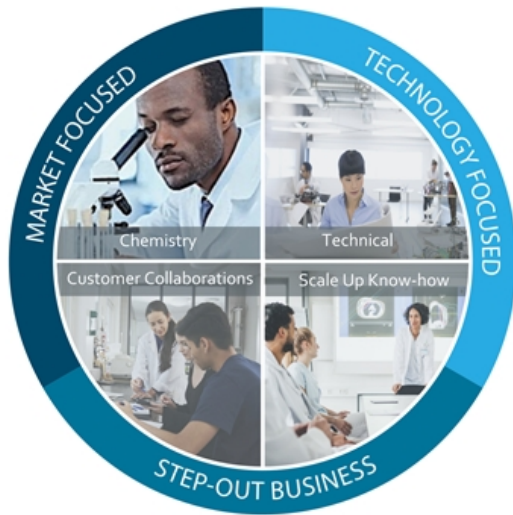 MARKET FOCUSED
TECHNOLOGY FOCUSED
Chemistry
Technical
Customer Collaborations
Scale Up Know-how
STEP-OUT BUSINESS